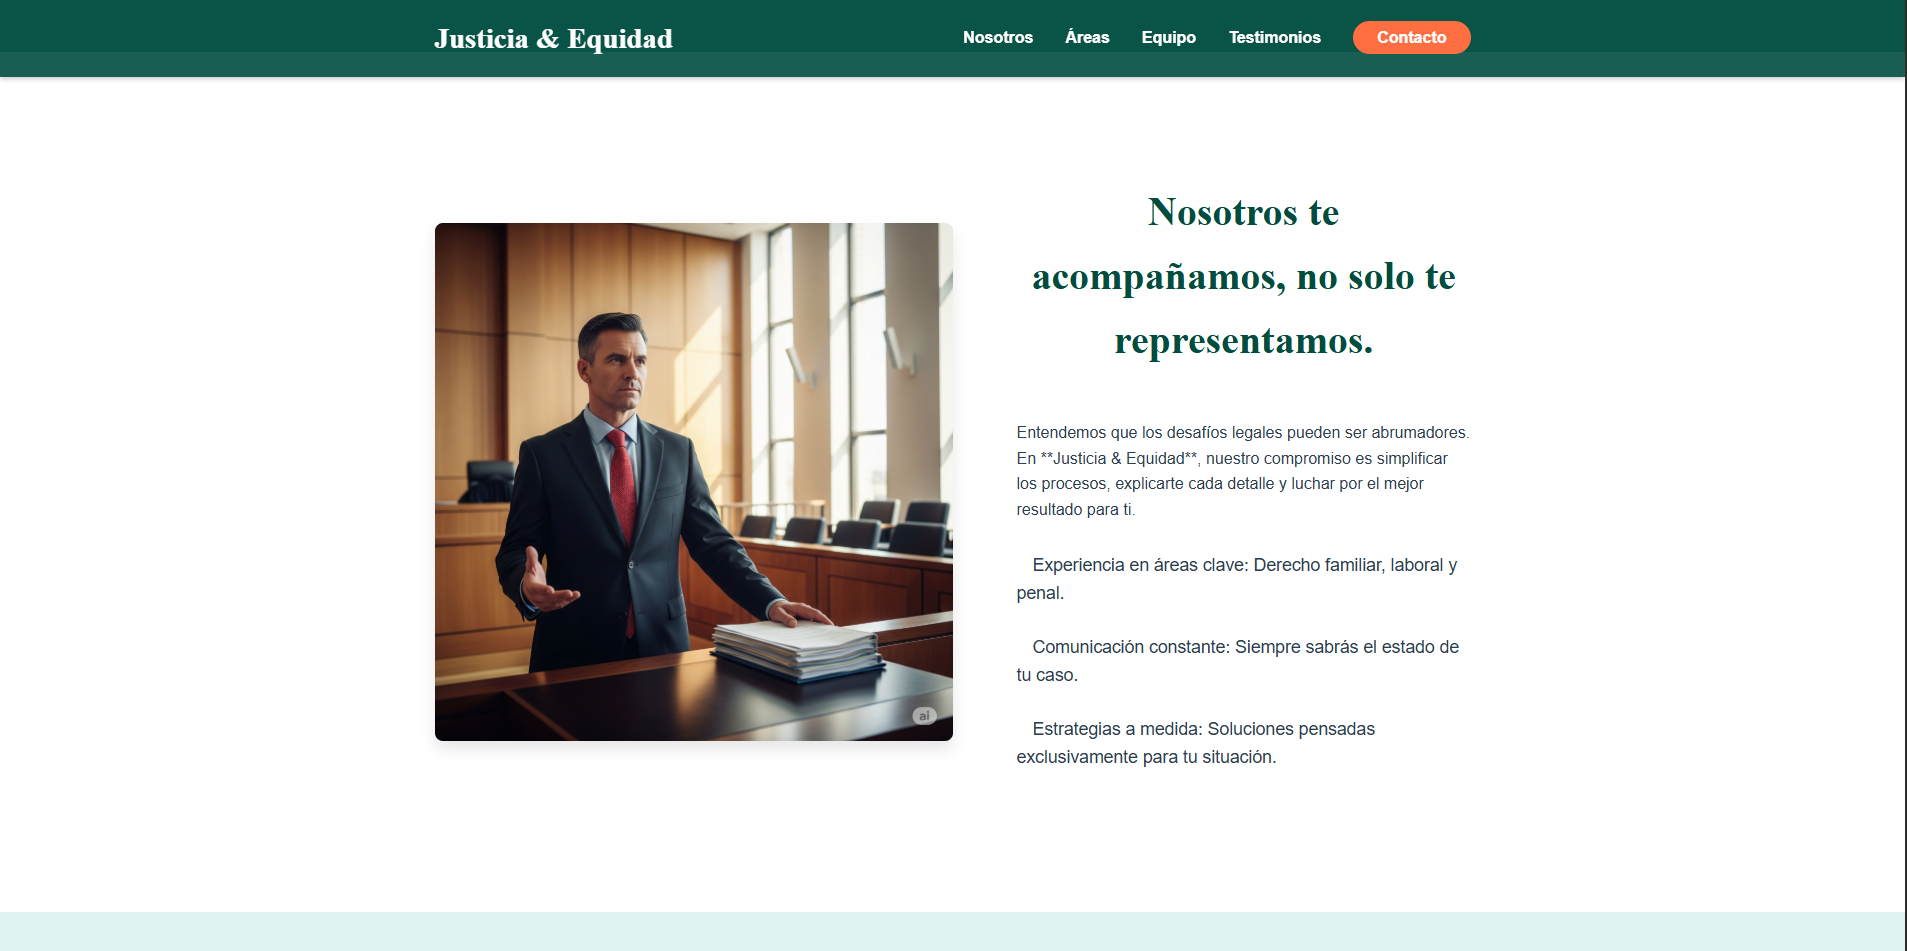 Justicia & Equidad
Nosotros Áreas Equipo Testimonios Contacto
Nosotros te
acompañamos, no solo te
representamos.
Entendemos que los desafíos legales pueden ser abrumadores.
En **Justicia & Equidad**, nuestro compromiso es simplificar
los procesos, explicarte cada detalle y luchar por el mejor
resultado para ti.
Experiencia en áreas clave: Derecho familiar, laboral y
penal.
Comunicación constante: Siempre sabrás el estado de
tu caso.
Estrategias a medida: Soluciones pensadas
exclusivamente para tu situación.
ai